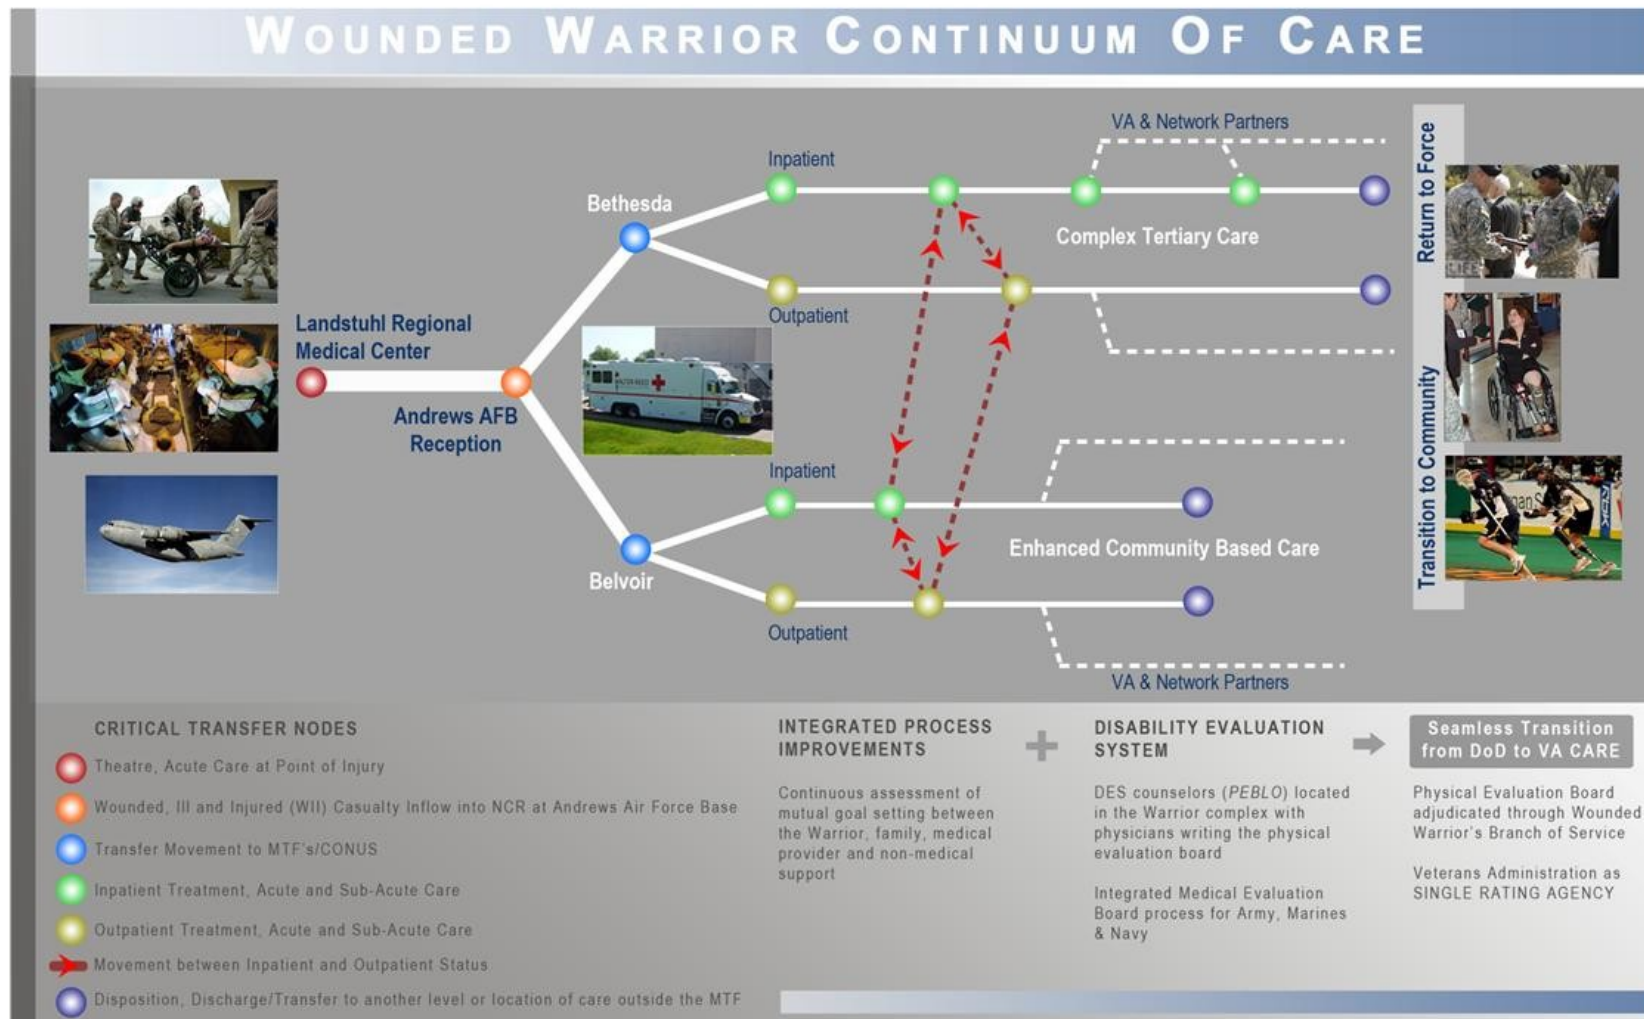 WOUNDED WARRIOR CONTINUUM OF CARE
VA & Network Partners
Inpatient
Bethesda
Complex Tertiary Care
Outpatient
Landstuhl Regional
Medical Center
WALTER REED
Andrews AFB
Reception
Inpatient
Enhanced Community Based Care
Belvoir
Outpatient
VA & Network Partners
Return to Force
Transition to Community
CRITICAL TRANSFER NODES
Theatre, Acute Care at Point of Injury
Wounded, Ill and Injured (WII) Casualty Inflow into NCR at Andrews Air Force Base
Transfer Movement to MTF's/CONUS
Inpatient Treatment, Acute and Sub-Acute Care
Outpatient Treatment, Acute and Sub-Acute Care
Movement between Inpatient and Outpatient Status
Disposition, Discharge/Transfer to another level or location of care outside the MTF
INTEGRATED PROCESS
IMPROVEMENTS
Continuous assessment of
mutual goal setting between
the Warrior, family, medical
provider and non-medical
support
DISABILITY EVALUATION
SYSTEM
DES counselors (PEBLO) located
in the Warrior complex with
physicians writing the physical
evaluation board
Integrated Medical Evaluation
Board process for Army, Marines
& Navy
Seamless Transition
from DoD to VA CARE
Physical Evaluation Board
adjudicated through Wounded
Warrior's Branch of Service
Veterans Administration as
SINGLE RATING AGENCY